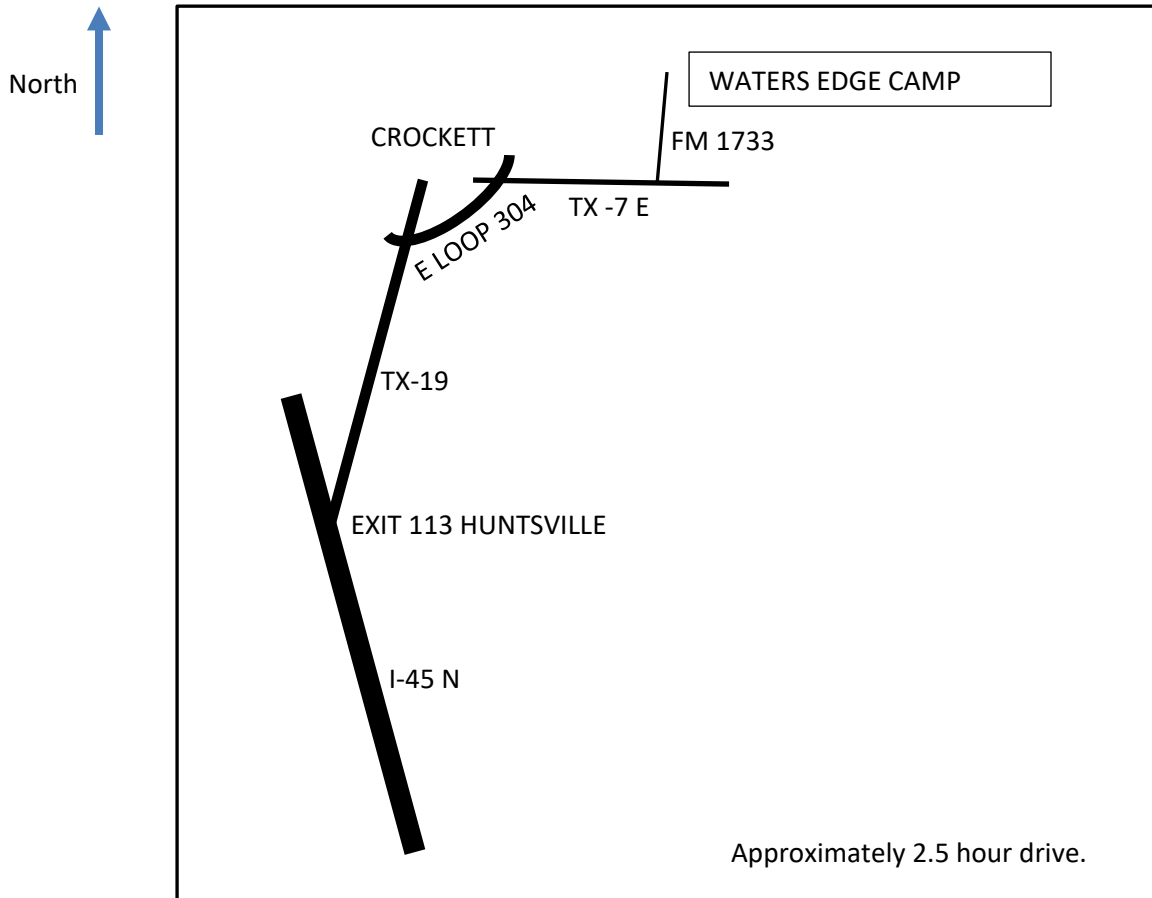 North
WATERS EDGE CAMP
CROCKETT
FM 1733
TX -7 E
E LOOP 304
TX-19
EXIT 113 HUNTSVILLE
I-45 N
Approximately 2.5 hour drive.